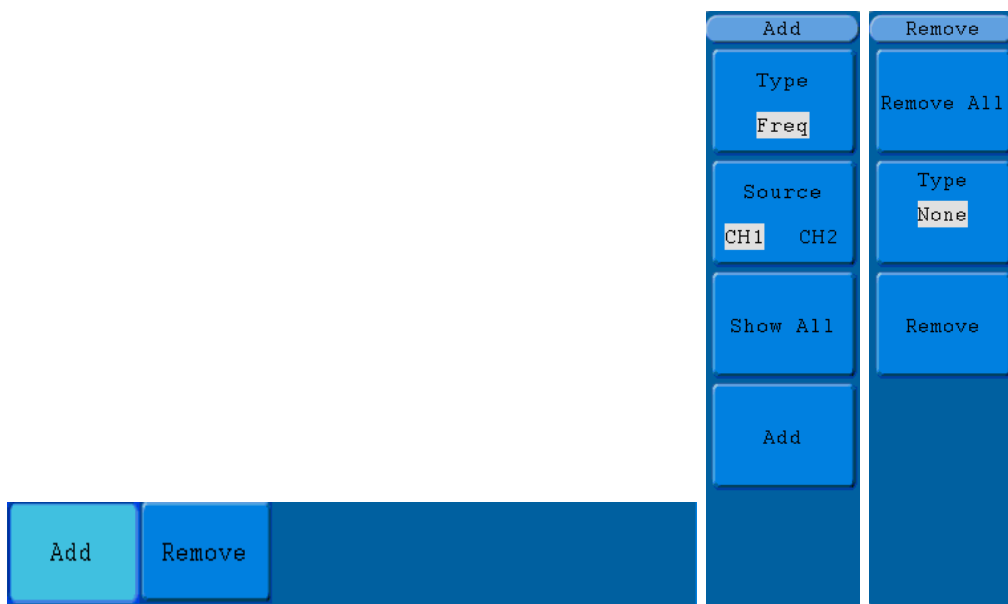 Add
Type
Freq
Source
CH1 CH2
Show All
Add
Remove
Remove All
Type
None
Remove
Add Remove